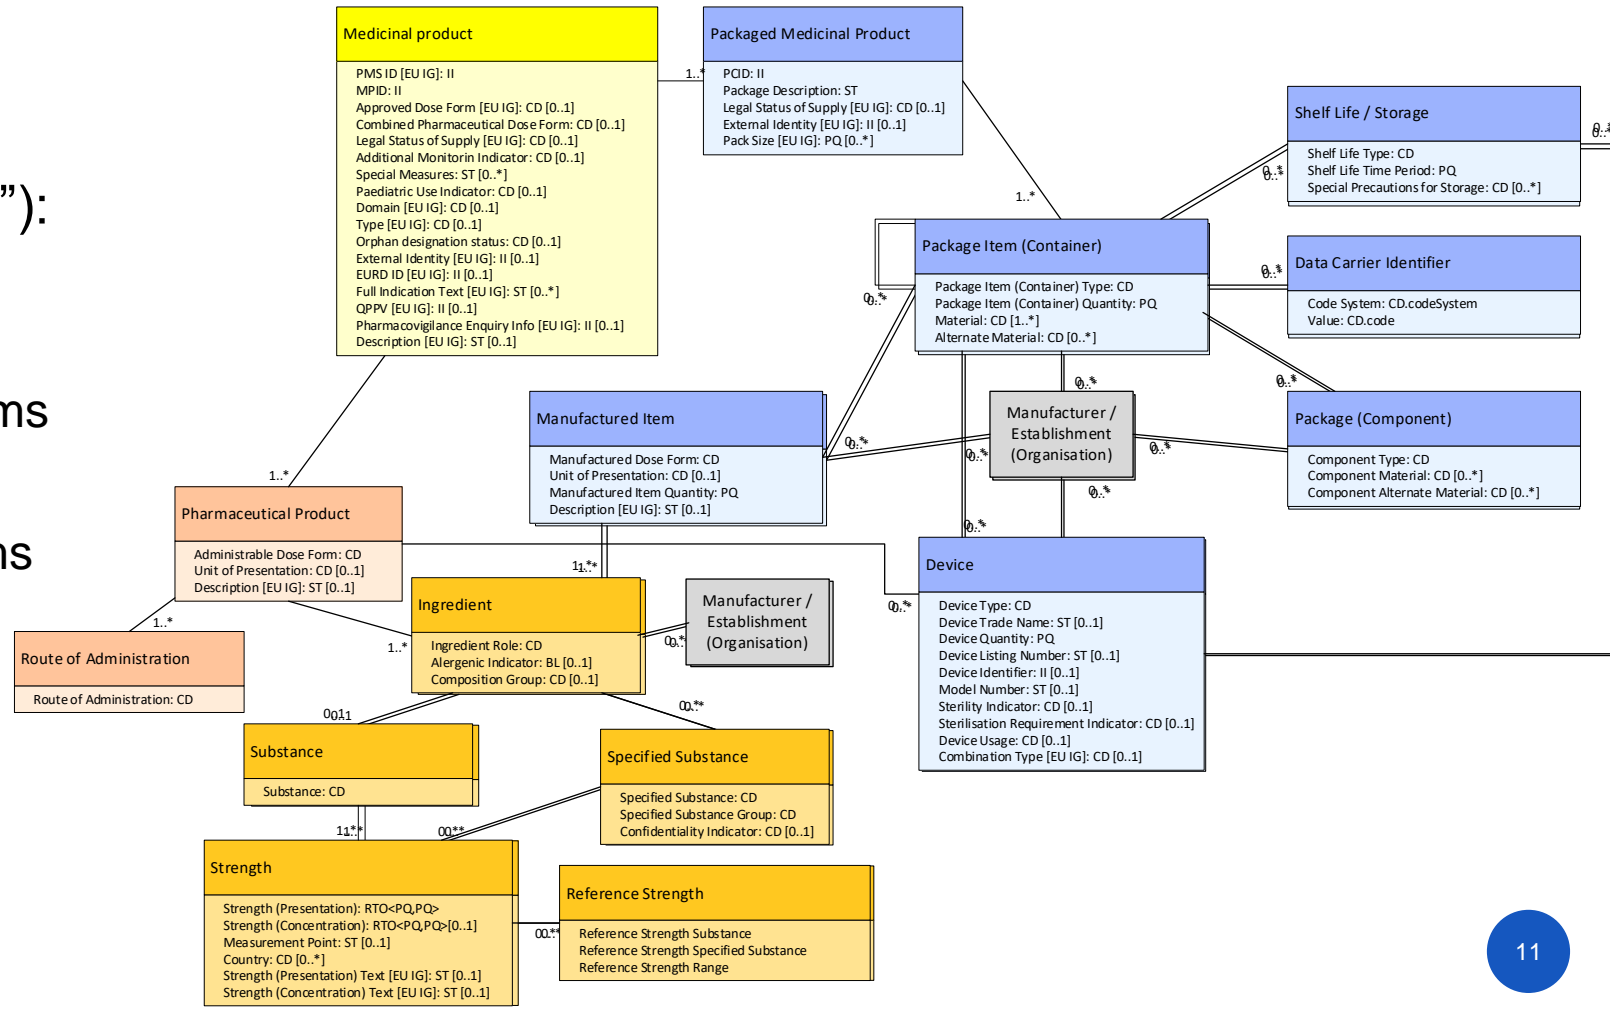 ”):
ms
ns
Medicinal product
PMS ID [EU IG]: II
MPID: II
Approved Dose Form [EU IG]: CD [0..1]
Combined Pharmaceutical Dose Form: CD [0..1]
Legal Status of Supply [EU IG]: CD [0..1]
Additional Monitorin Indicator: CD [0..1]
Special Measures: ST [0..*]
Paediatric Use Indicator: CD [0..1]
Domain [EU IG]: CD [0..1]
Type [EU IG]: CD [0..1]
Orphan designation status: CD [0..1]
External Identity [EU IG]: II [0..1]
EURD ID [EU IG]: II [0..1]
Full Indication Text [EU IG]: ST [0..*]
QPPV [EU IG]: II [0..1]
Pharmacovigilance Enquiry Info [EU IG]: II [0..1]
Description [EU IG]: ST [0..1]
1..*
Packaged Medicinal Product
PCID: II
Package Description: ST
Legal Status of Supply [EU IG]: CD [0..1]
External Identity [EU IG]: II [0..1]
Pack Size [EU IG]: PQ [0..*]
1..*
Shelf Life / Storage
Shelf Life Type: CD
Shelf Life Time Period: PQ
Special Precautions for Storage: CD [0..*]
0..*
0..*
Package Item (Container)
Package Item (Container) Type: CD
Package Item (Container) Quantity: PQ
Material: CD [1..*]
Alternate Material: CD [0..*]
0..*
0..*
Data Carrier Identifier
Code System: CD.codeSystem
Value: CD.code
0..*
Package (Component)
Component Type: CD
Component Material: CD [0..*]
Component Alternate Material: CD [0..*]
0..*
Manufacturer /
Establishment
(Organisation)
0..*
0..*
0..*
0..*
Manufactured Item
Manufactured Dose Form: CD
Unit of Presentation: CD [0..1]
Manufactured Item Quantity: PQ
Description [EU IG]: ST [0..1]
0..*
1..*
1..*
Pharmaceutical Product
Administrable Dose Form: CD
Unit of Presentation: CD [0..1]
Description [EU IG]: ST [0..1]
1..*
Route of Administration
Route of Administration: CD
1..*
Ingredient
Ingredient Role: CD
Alergenic Indicator: BL [0..1]
Composition Group: CD [0..1]
0..*
Manufacturer /
Establishment
(Organisation)
0..*
Device
Device Type: CD
Device Trade Name: ST [0..1]
Device Quantity: PQ
Device Listing Number: ST [0..1]
Device Identifier: II [0..1]
Model Number: ST [0..1]
Sterility Indicator: CD [0..1]
Sterilisation Requirement Indicator: CD [0..1]
Device Usage: CD [0..1]
Combination Type [EU IG]: CD [0..1]
0..1
Substance
Substance: CD
0..*
Specified Substance
Specified Substance: CD
Specified Substance Group: CD
Confidentiality Indicator: CD [0..1]
1..*
0..*
Strength
Strength (Presentation): RTO<PQ,PQ>
Strength (Concentration): RTO<PQ,PQ>[0..1]
Measurement Point: ST [0..1]
Country: CD [0..*]
Strength (Presentation) Text [EU IG]: ST [0..1]
Strength (Concentration) Text [EU IG]: ST [0..1]
0..*
Reference Strength
Reference Strength Substance
Reference Strength Specified Substance
Reference Strength Range
11